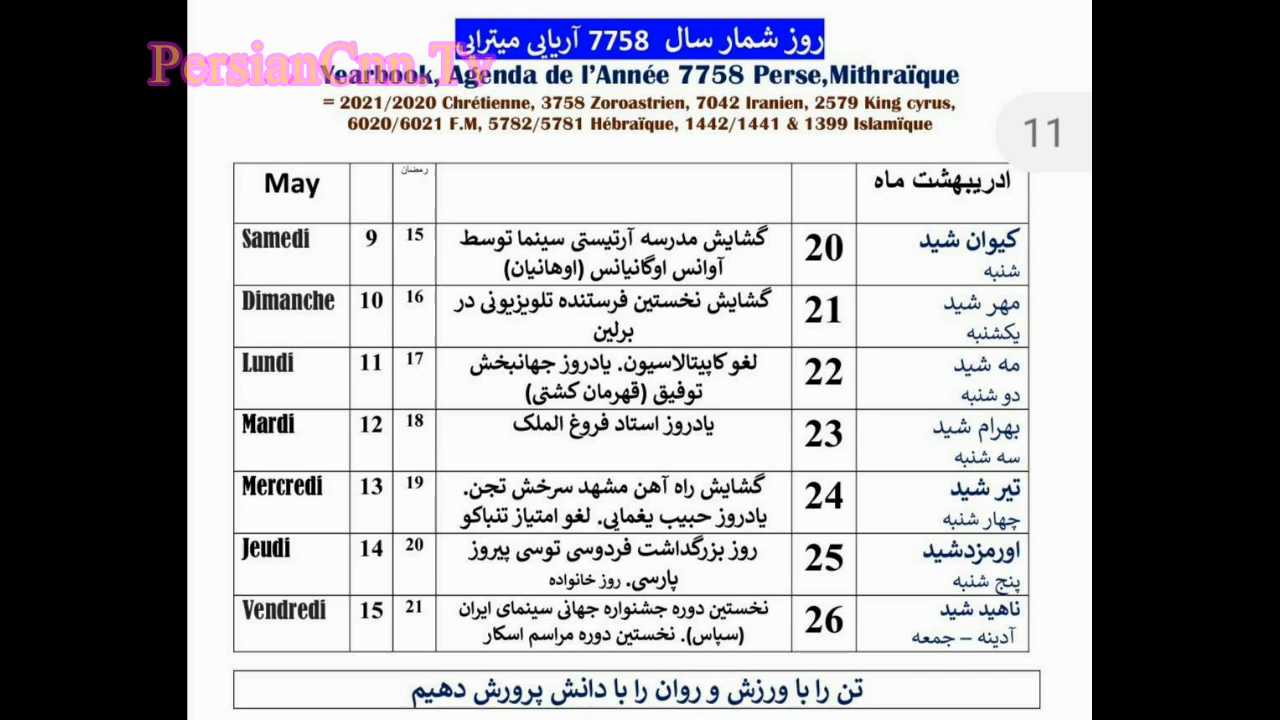 روز شمار سال 7758 آریایی میترایی
PersianCnn.Tv
Yearbook, Agenda de l'Année 7758 Perse,Mithraïque
= 2021/2020 Chrétienne, 3758 Zoroastrien, 7042 Iranien, 2579 King cyrus,
6020/6021 F.M, 5782/5781 Hébraïque, 1442/1441 & 1399 Islamïque
11
May رمضان ادریبهشت ماه
Samedi 9 15 گشایش مدرسه آرتیستی سینما توسط 20 کیوان شید
آوانس اوگانیانس (اوهانیان) شنبه
Dimanche 10 16 گشایش نخستین فرستنده تلویزیونی در 21 مهر شید
برلین یکشنبه
Lundi 11 17 لغو کاپیتالاسیون. یادروز جهانبخش 22 مه شید
توفیق (قهرمان کشتی) دو شنبه
Mardi 12 18 یادروز استاد فروغ الملک 23 بهرام شید
سه شنبه
Mercredi 13 19 گشایش راه آهن مشهد سرخش تجن. 24 تیر شید
یادروز حبیب یغمایی. لغو امتیاز تنباکو چهار شنبه
Jeudi 14 20 روز بزرگداشت فردوسی توسی پیروز 25 اورمزدشید
پارسی. روز خانواده پنج شنبه
Vendredi 15 21 نخستین دوره جشنواره جهانی سینمای ایران 26 ناهید شید
(سپاس). نخستین دوره مراسم اسکار آدینه – جمعه
تن را با ورزش و روان را با دانش پرورش دهیم